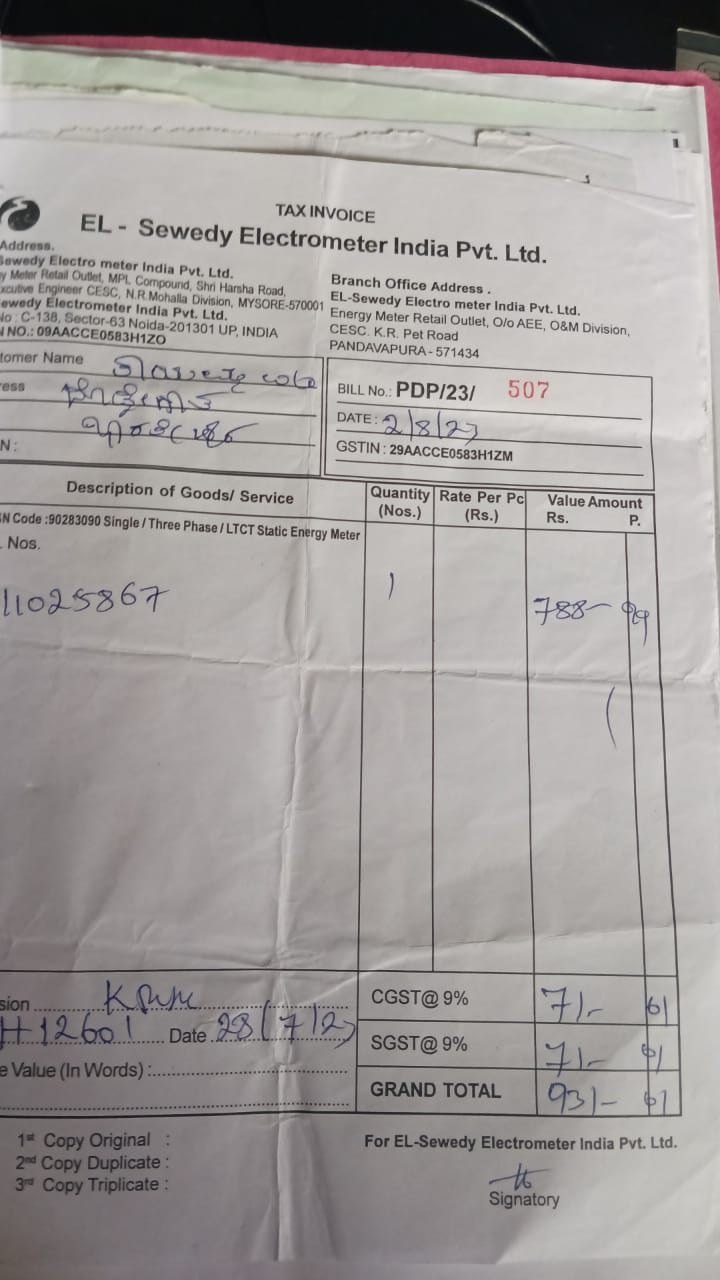 TAX INVOICE
EL - Sewedy Electrometer India Pvt. Ltd.
Address.
Sewedy Electro meter India Pvt. Ltd.
y Meter Retail Outlet, MPL Compound, Shri Harsha Road,
xcutive Engineer CESC, N.R.Mohalla Division, MYSORE-570001
ewedy Electrometer India Pvt. Ltd.
No : C-138, Sector-63 Noida-201301 UP, INDIA
N NO.: 09AACCE0583H1ZO
Branch Office Address .
EL-Sewedy Electro meter India Pvt. Ltd.
Energy Meter Retail Outlet, O/o AEE, O&M Division,
CESC. K.R. Pet Road
PANDAVAPURA - 571434
tomer Name
ress
N :
BILL No.: PDP/23/ 507
DATE : 2/8/23
GSTIN : 29AACCE0583H1ZM
Description of Goods/ Service Quantity (Nos.) Rate Per Pc (Rs.) Value Amount Rs. P.
N Code :90283090 Single / Three Phase / LTCT Static Energy Meter
. Nos.
11025867 1 788- 99
sion
CGST@ 9% 71- 61
H12601 Date 28/7/23
SGST@ 9% 71- 61
e Value (In Words) :
GRAND TOTAL 931- 61
1st Copy Original :
2nd Copy Duplicate :
3rd Copy Triplicate :
For EL-Sewedy Electrometer India Pvt. Ltd.
Signatory